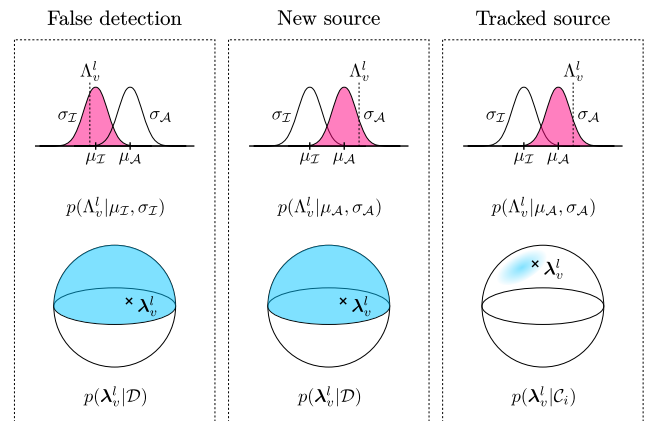 False detection
Λ_v^l
σ_ℐ σ_𝒜
μ_ℐ μ_𝒜
p(Λ_v^l|μ_ℐ, σ_ℐ)
λ_v^l
p(λ_v^l|𝒟)
New source
Λ_v^l
σ_ℐ σ_𝒜
μ_ℐ μ_𝒜
p(Λ_v^l|μ_𝒜, σ_𝒜)
λ_v^l
p(λ_v^l|𝒟)
Tracked source
Λ_v^l
σ_ℐ σ_𝒜
μ_ℐ μ_𝒜
p(Λ_v^l|μ_𝒜, σ_𝒜)
λ_v^l
p(λ_v^l|𝒞_i)